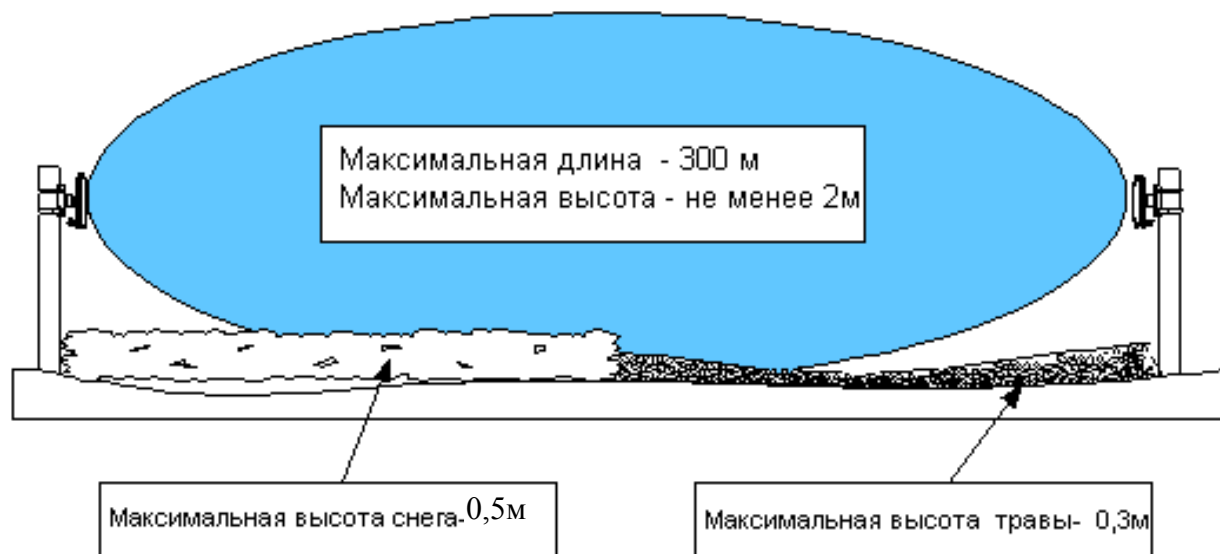 Максимальная длина - 300 м
Максимальная высота - не менее 2м
Максимальная высота снега-0,5м
Максимальная высота травы- 0,3м